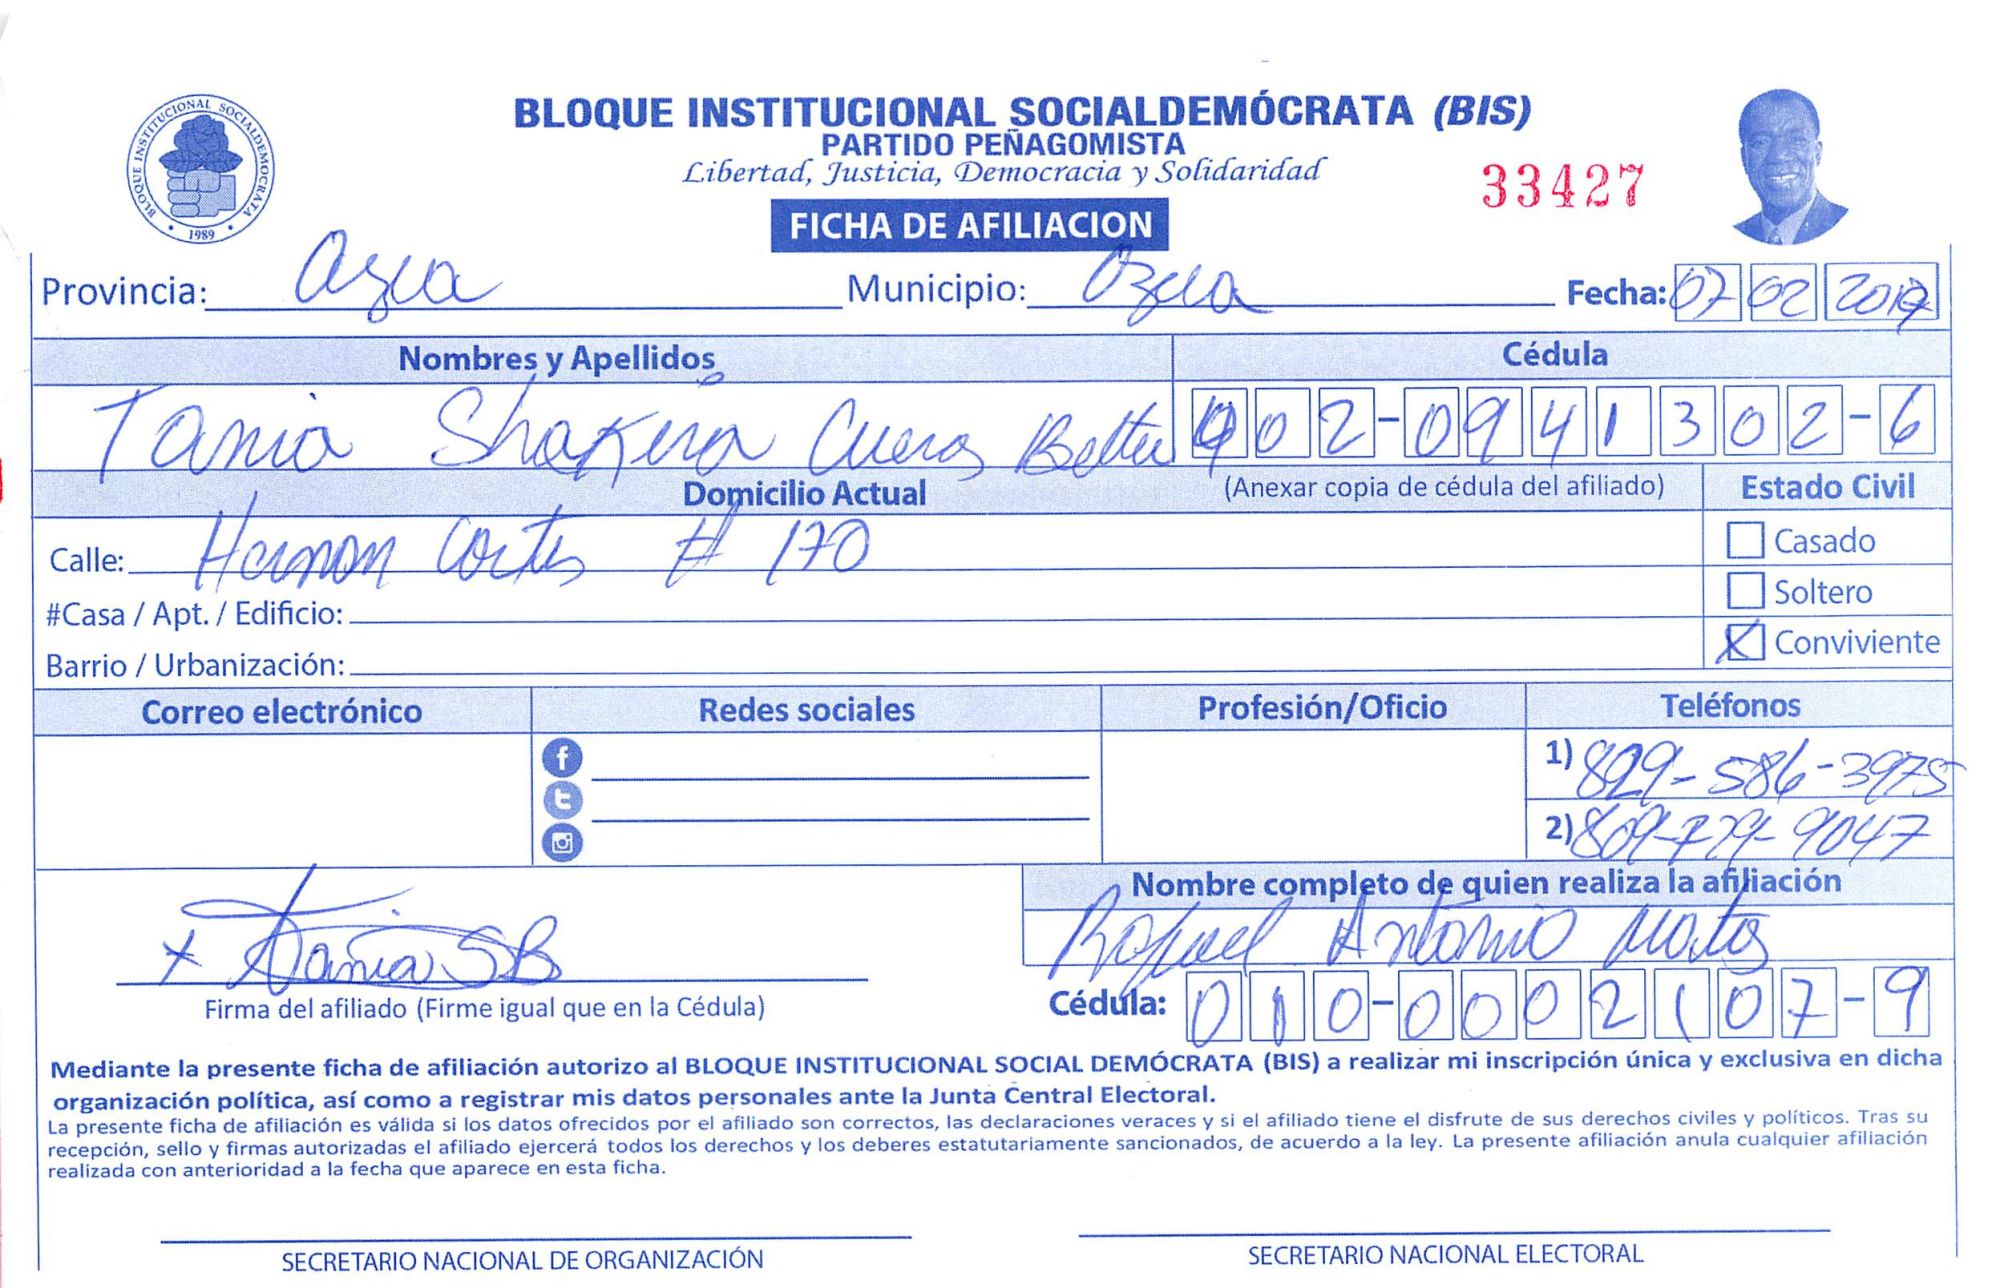 BLOQUE INSTITUCIONAL SOCIALDEMOCRATA
1989
BLOQUE INSTITUCIONAL SOCIALDEMÓCRATA (BIS)
PARTIDO PEÑAGOMISTA
Libertad, Justicia, Democracia y Solidaridad
33427
FICHA DE AFILIACION
Provincia: Azua Municipio: Azua Fecha: 07 02 2019
Nombres y Apellidos Cédula
Tania Shakera Cueros 402-0941302-6
Domicilio Actual (Anexar copia de cédula del afiliado) Estado Civil
Calle: Hernan Cortes # 170
Casado
#Casa / Apt. / Edificio: Soltero
Barrio / Urbanización: X Conviviente
Correo electrónico Redes sociales Profesión/Oficio Teléfonos
1) 829-586-3975
2) 809-779-9047
Nombre completo de quien realiza la afiliación
Rafael Antonio Matos
x Tania SB
Firma del afiliado (Firme igual que en la Cédula) Cédula: 010-0002107-9
Mediante la presente ficha de afiliación autorizo al BLOQUE INSTITUCIONAL SOCIAL DEMÓCRATA (BIS) a realizar mi inscripción única y exclusiva en dicha
organización política, así como a registrar mis datos personales ante la Junta Central Electoral.
La presente ficha de afiliación es válida si los datos ofrecidos por el afiliado son correctos, las declaraciones veraces y si el afiliado tiene el disfrute de sus derechos civiles y políticos. Tras su
recepción, sello y firmas autorizadas el afiliado ejercerá todos los derechos y los deberes estatutariamente sancionados, de acuerdo a la ley. La presente afiliación anula cualquier afiliación
realizada con anterioridad a la fecha que aparece en esta ficha.
SECRETARIO NACIONAL DE ORGANIZACIÓN SECRETARIO NACIONAL ELECTORAL